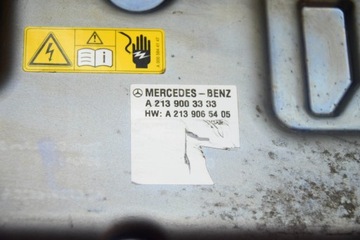 MERCEDES-BENZ
A 213 900 33 33
HW: A 213 906 54 05